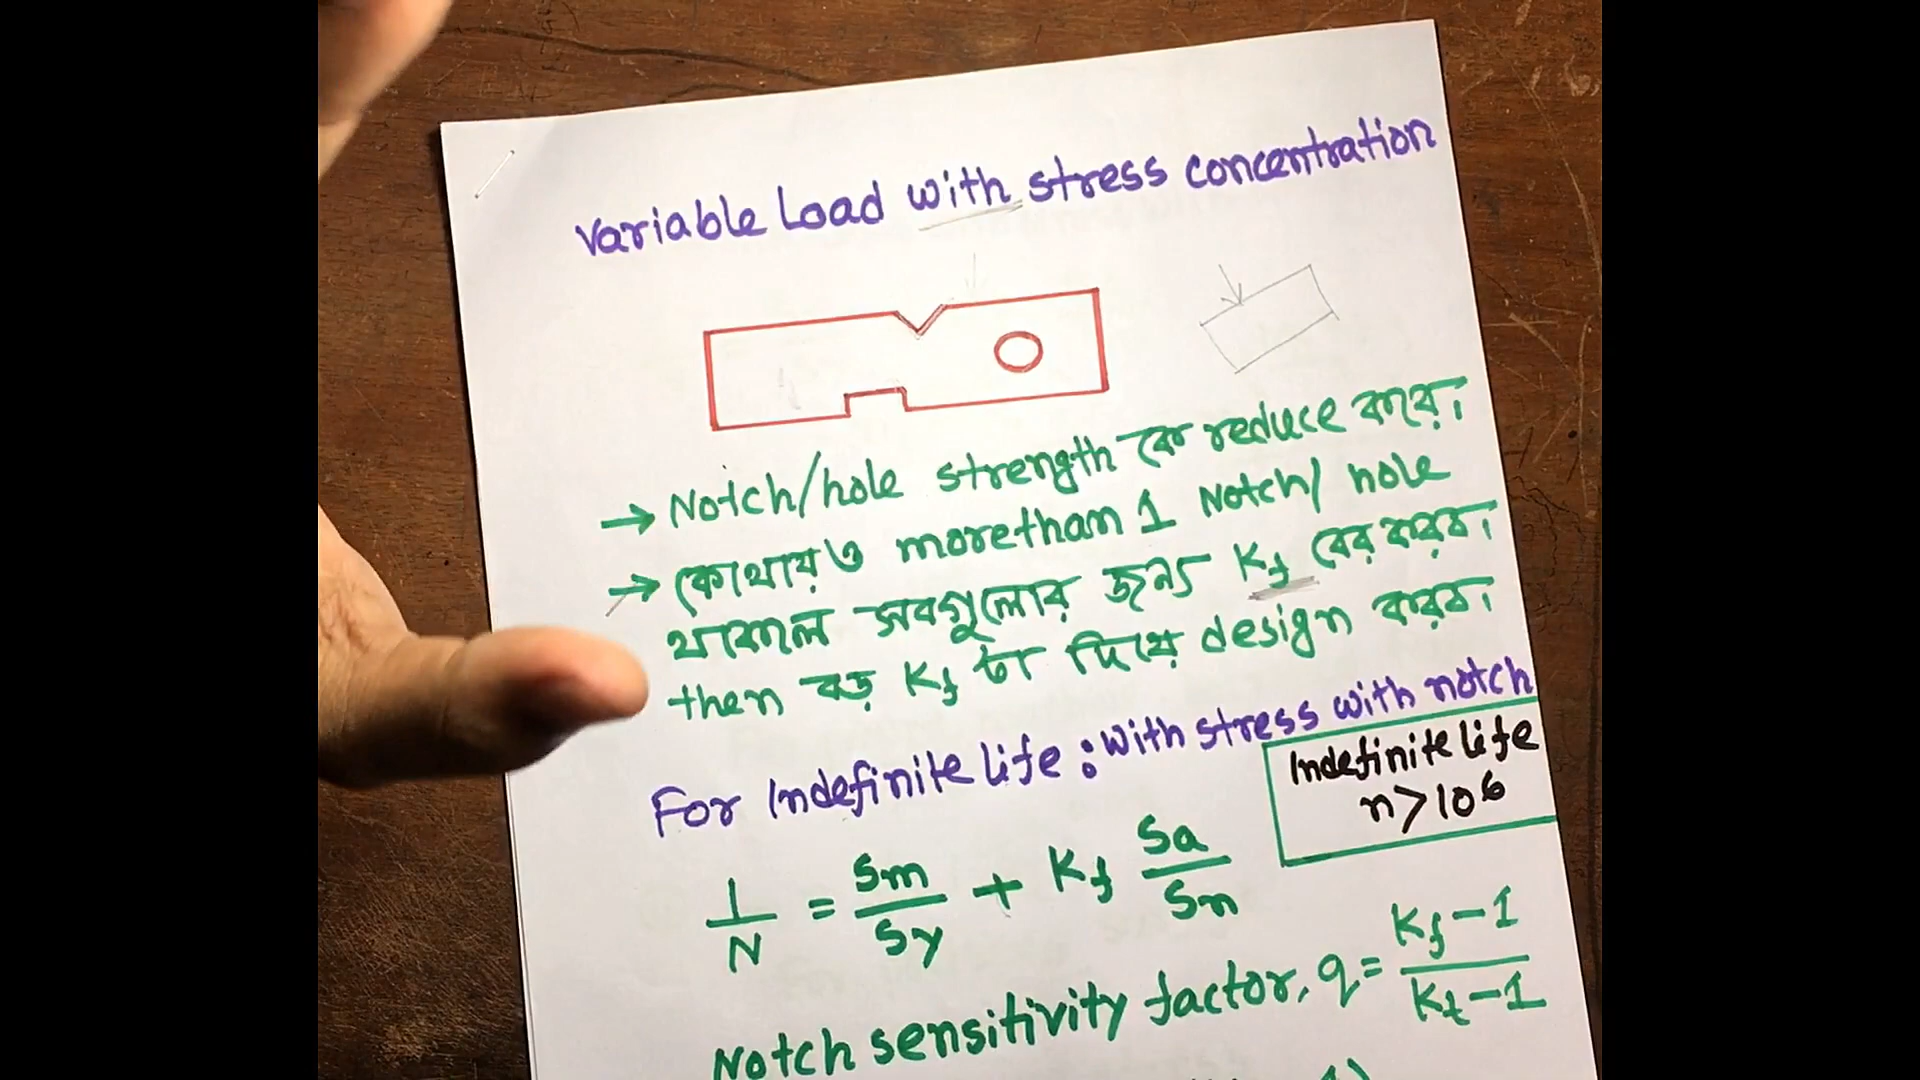 Variable Load with stress concentration
→ Notch/hole strength কে reduce করে।
→ কোথায়ও morethan 1 Notch/ hole
থাকলে সবগুলোর জন্য Kf বের করব।
then বড় Kf টা দিয়ে design করব।
For Indefinite Life : with stress with notch
Indefinite Life
n > 10⁶
1/N = Sm/Sy + Kf Sa/Sn
Notch sensitivity factor, q = (Kf-1)/(Kt-1)